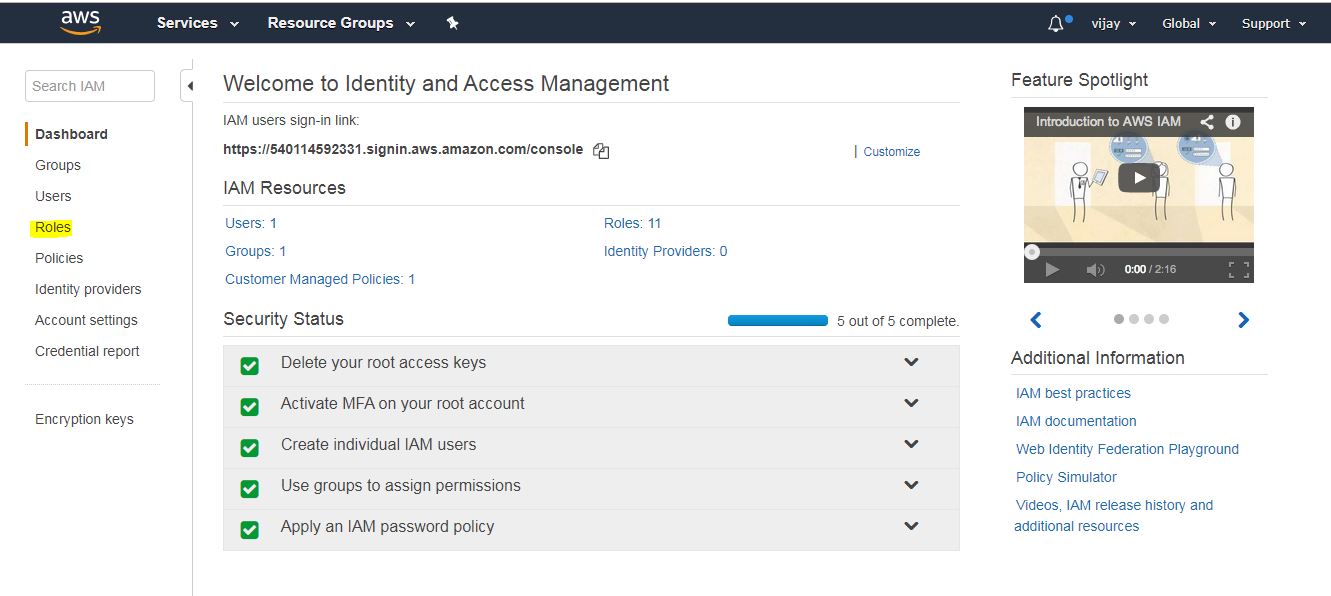 aws
Services
Resource Groups
vijay
Global
Support
Search IAM
Dashboard
Groups
Users
Roles
Policies
Identity providers
Account settings
Credential report
Encryption keys
Welcome to Identity and Access Management
IAM users sign-in link:
https://540114592331.signin.aws.amazon.com/console
| Customize
IAM Resources
Users: 1
Roles: 11
Groups: 1
Identity Providers: 0
Customer Managed Policies: 1
Security Status
5 out of 5 complete.
Delete your root access keys
Activate MFA on your root account
Create individual IAM users
Use groups to assign permissions
Apply an IAM password policy
Feature Spotlight
Introduction to AWS IAM
0:00 / 2:16
Additional Information
IAM best practices
IAM documentation
Web Identity Federation Playground
Policy Simulator
Videos, IAM release history and
additional resources